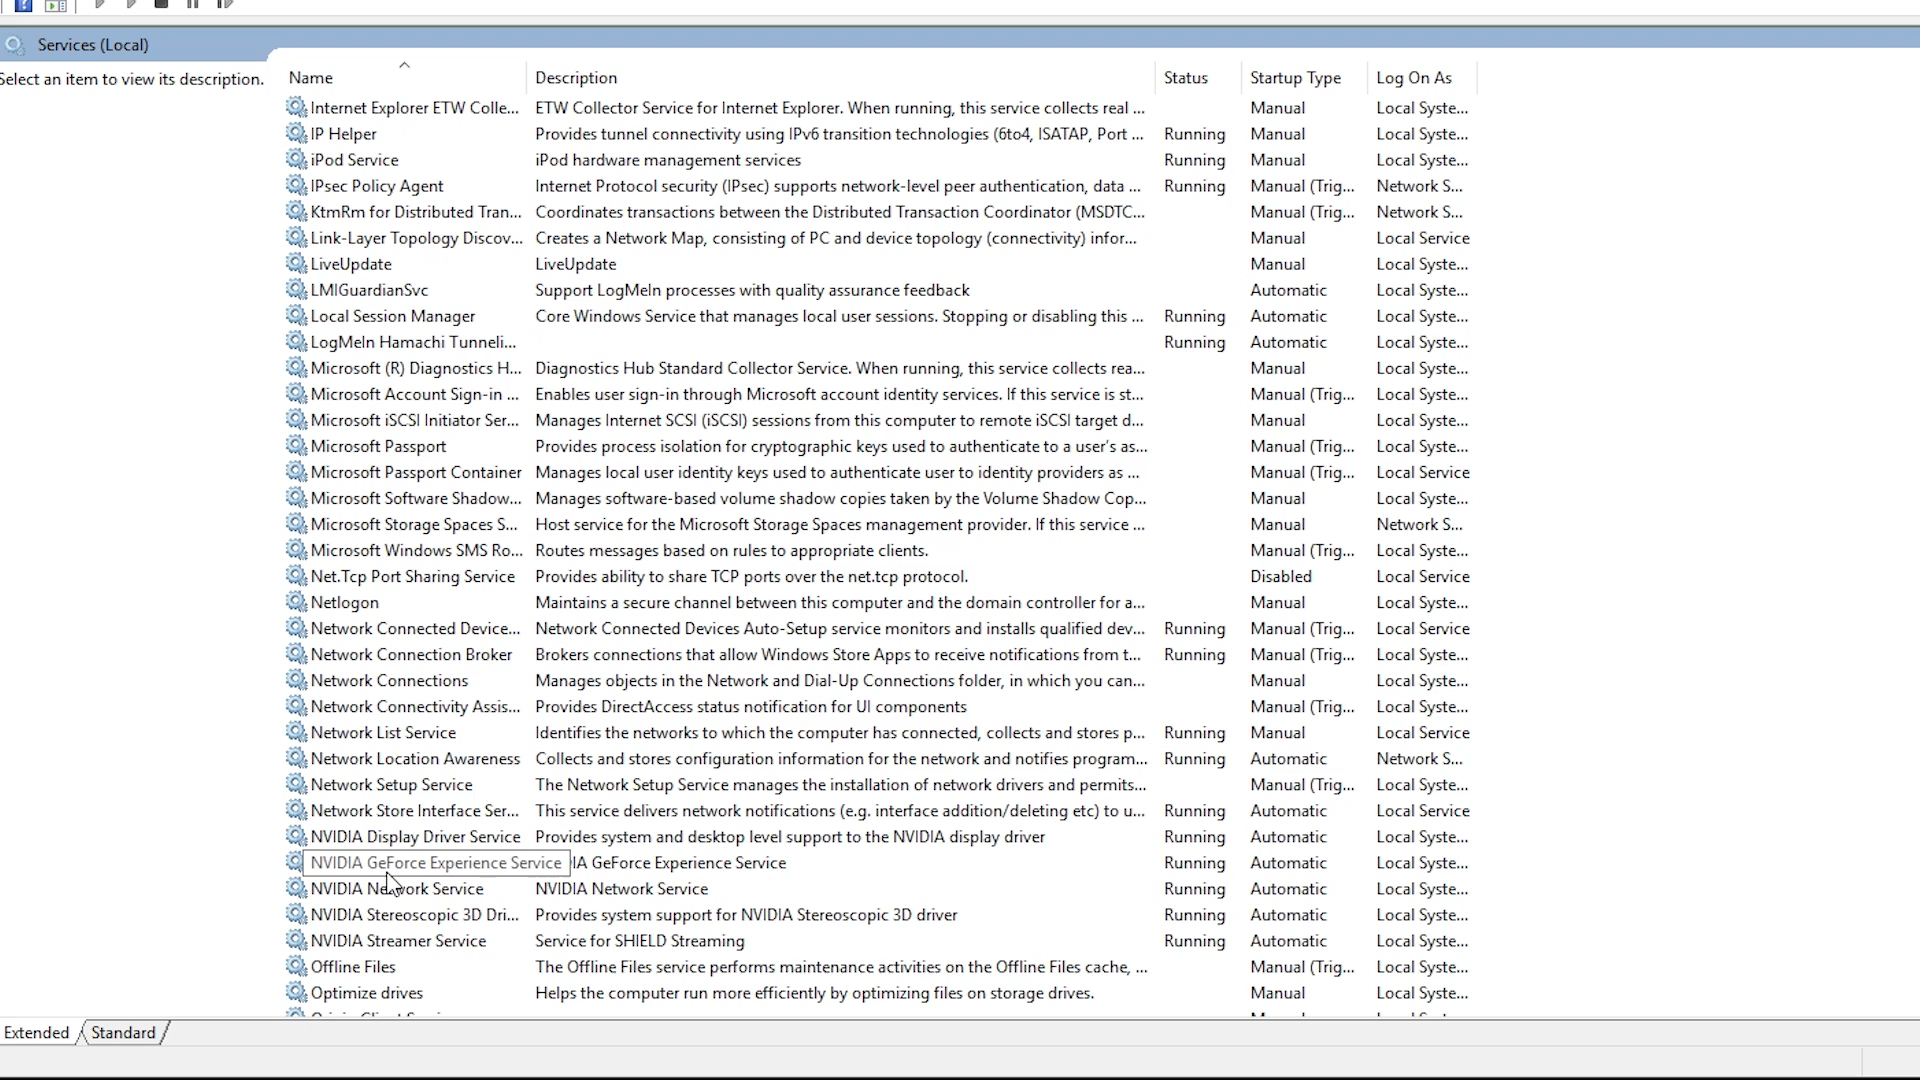 Services (Local)
Select an item to view its description.
Name Description Status Startup Type Log On As
Internet Explorer ETW Colle... ETW Collector Service for Internet Explorer. When running, this service collects real ... Manual Local Syste...
IP Helper Provides tunnel connectivity using IPv6 transition technologies (6to4, ISATAP, Port ... Running Manual Local Syste...
iPod Service iPod hardware management services Running Manual Local Syste...
IPsec Policy Agent Internet Protocol security (IPsec) supports network-level peer authentication, data ... Running Manual (Trig... Network S...
KtmRm for Distributed Tran... Coordinates transactions between the Distributed Transaction Coordinator (MSDTC... Manual (Trig... Network S...
Link-Layer Topology Discov... Creates a Network Map, consisting of PC and device topology (connectivity) infor... Manual Local Service
LiveUpdate LiveUpdate Manual Local Syste...
LMIGuardianSvc Support LogMeIn processes with quality assurance feedback Automatic Local Syste...
Local Session Manager Core Windows Service that manages local user sessions. Stopping or disabling this ... Running Automatic Local Syste...
LogMeIn Hamachi Tunneli... Running Automatic Local Syste...
Microsoft (R) Diagnostics H... Diagnostics Hub Standard Collector Service. When running, this service collects rea... Manual Local Syste...
Microsoft Account Sign-in ... Enables user sign-in through Microsoft account identity services. If this service is st... Manual (Trig... Local Syste...
Microsoft iSCSI Initiator Ser... Manages Internet SCSI (iSCSI) sessions from this computer to remote iSCSI target d... Manual Local Syste...
Microsoft Passport Provides process isolation for cryptographic keys used to authenticate to a user's as... Manual (Trig... Local Syste...
Microsoft Passport Container Manages local user identity keys used to authenticate user to identity providers as ... Manual (Trig... Local Service
Microsoft Software Shadow... Manages software-based volume shadow copies taken by the Volume Shadow Cop... Manual Local Syste...
Microsoft Storage Spaces S... Host service for the Microsoft Storage Spaces management provider. If this service ... Manual Network S...
Microsoft Windows SMS Ro... Routes messages based on rules to appropriate clients. Manual (Trig... Local Syste...
Net.Tcp Port Sharing Service Provides ability to share TCP ports over the net.tcp protocol. Disabled Local Service
Netlogon Maintains a secure channel between this computer and the domain controller for a... Manual Local Syste...
Network Connected Device... Network Connected Devices Auto-Setup service monitors and installs qualified dev... Running Manual (Trig... Local Service
Network Connection Broker Brokers connections that allow Windows Store Apps to receive notifications from t... Running Manual (Trig... Local Syste...
Network Connections Manages objects in the Network and Dial-Up Connections folder, in which you can... Manual Local Syste...
Network Connectivity Assis... Provides DirectAccess status notification for UI components Manual (Trig... Local Syste...
Network List Service Identifies the networks to which the computer has connected, collects and stores p... Running Manual Local Service
Network Location Awareness Collects and stores configuration information for the network and notifies program... Running Automatic Network S...
Network Setup Service The Network Setup Service manages the installation of network drivers and permits... Manual (Trig... Local Syste...
Network Store Interface Ser... This service delivers network notifications (e.g. interface addition/deleting etc) to u... Running Automatic Local Service
NVIDIA Display Driver Service Provides system and desktop level support to the NVIDIA display driver Running Automatic Local Syste...
NVIDIA GeForce Experience Service IA GeForce Experience Service Running Automatic Local Syste...
NVIDIA Network Service NVIDIA Network Service Running Automatic Local Syste...
NVIDIA Stereoscopic 3D Dri... Provides system support for NVIDIA Stereoscopic 3D driver Running Automatic Local Syste...
NVIDIA Streamer Service Service for SHIELD Streaming Running Automatic Local Syste...
Offline Files The Offline Files service performs maintenance activities on the Offline Files cache, ... Manual (Trig... Local Syste...
Optimize drives Helps the computer run more efficiently by optimizing files on storage drives. Manual Local Syste...
Extended Standard